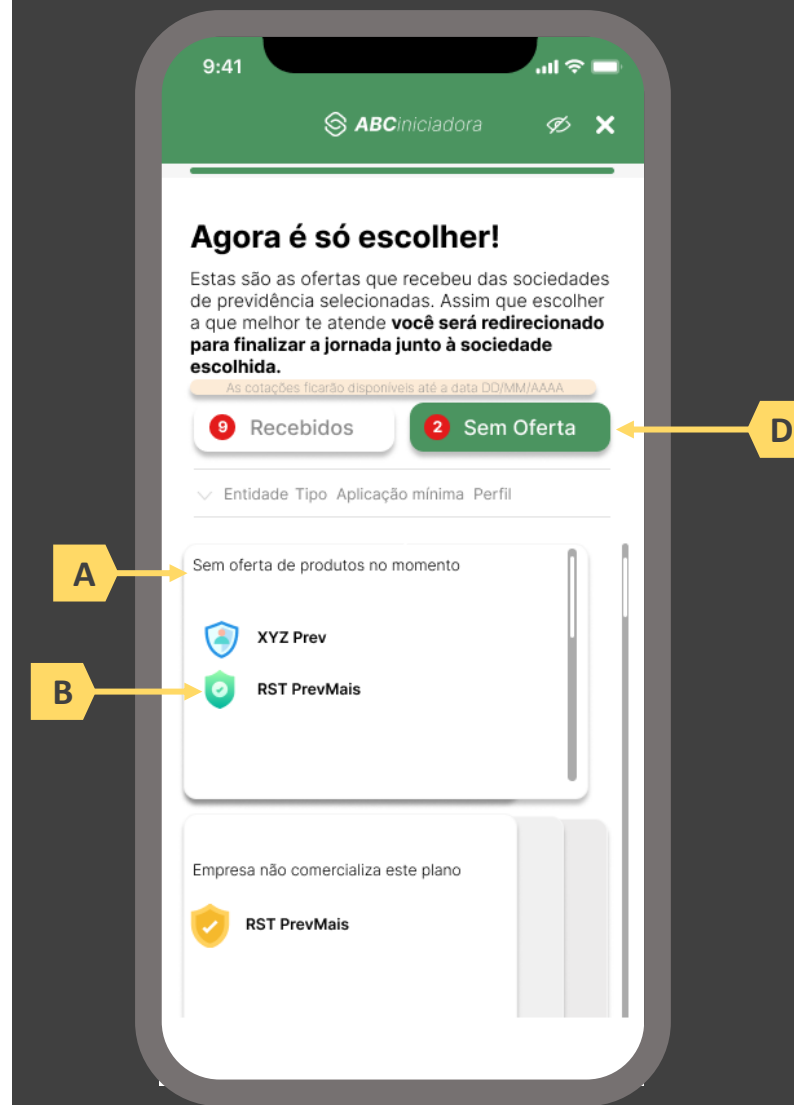 9:41
ABCiniciadora
Agora é só escolher!
Estas são as ofertas que recebeu das sociedades
de previdência selecionadas. Assim que escolher
a que melhor te atende você será redirecionado
para finalizar a jornada junto à sociedade
escolhida.
As cotações ficarão disponíveis até a data DD/MM/AAAA
9 Recebidos
2 Sem Oferta
D
Entidade Tipo Aplicação mínima Perfil
A
Sem oferta de produtos no momento
XYZ Prev
B
RST PrevMais
Empresa não comercializa este plano
RST PrevMais